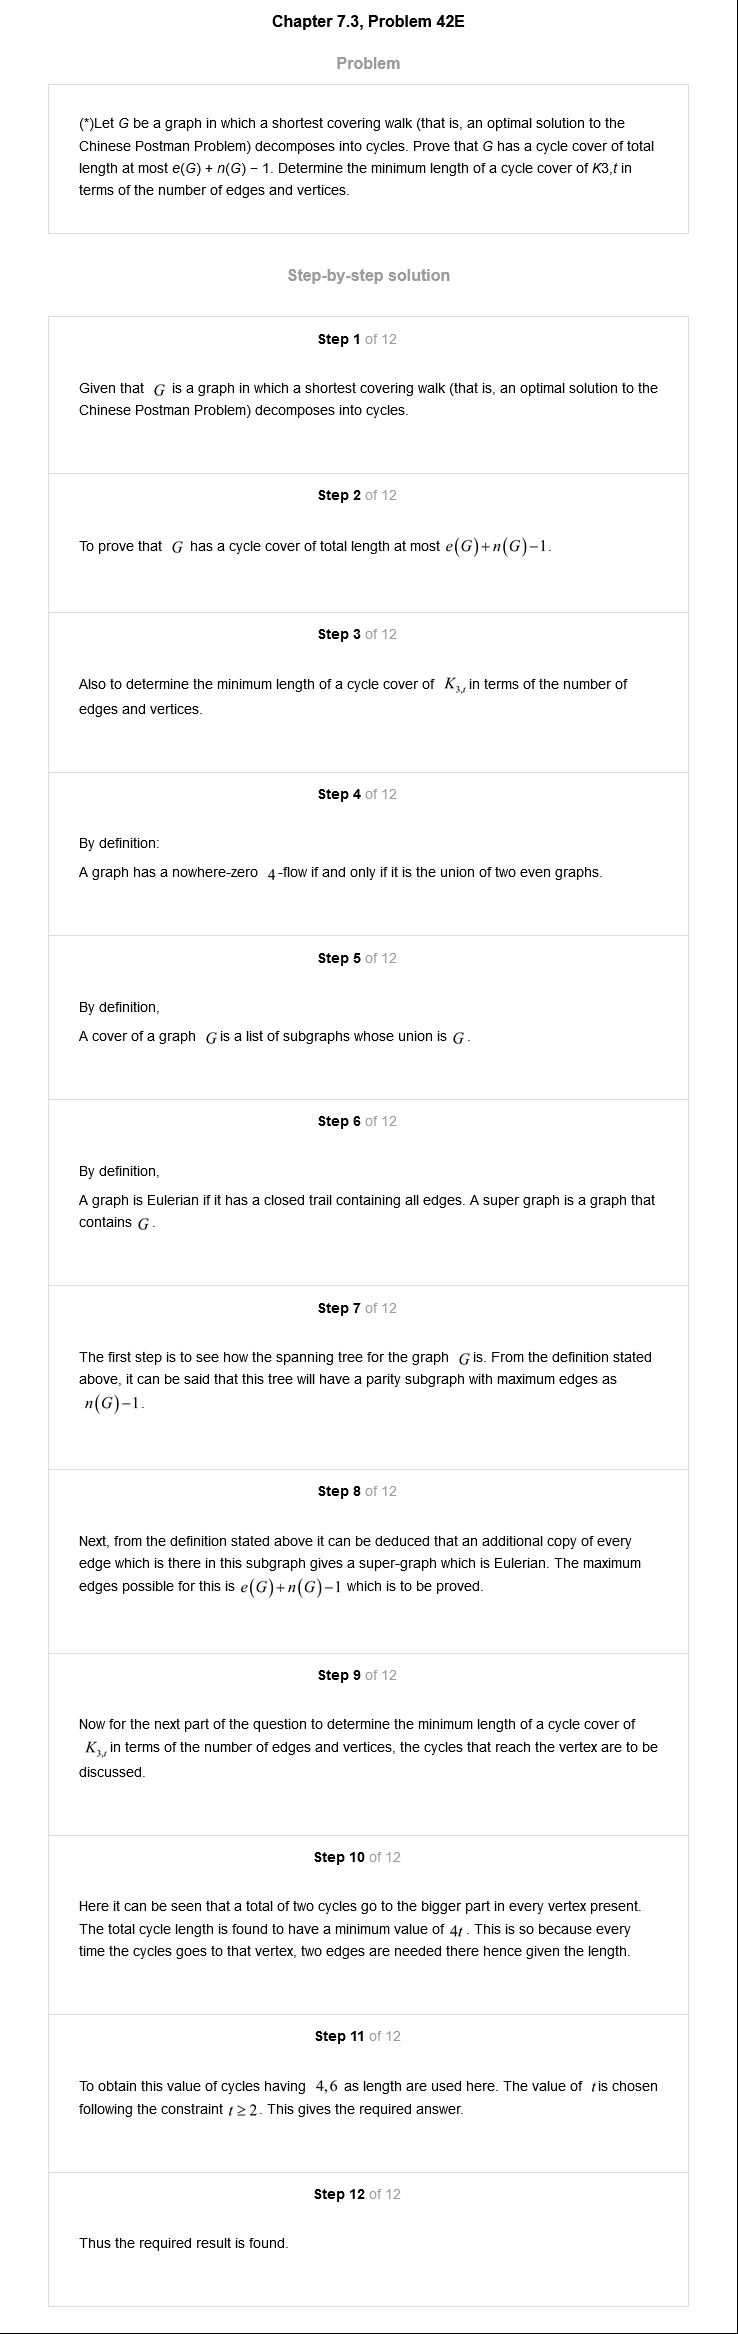 Chapter 7.3, Problem 42E
Problem
(*)Let G be a graph in which a shortest covering walk (that is, an optimal solution to the
Chinese Postman Problem) decomposes into cycles. Prove that G has a cycle cover of total
length at most e(G) + n(G) − 1. Determine the minimum length of a cycle cover of K3,t in
terms of the number of edges and vertices.
Step-by-step solution
Step 1 of 12
Given that G is a graph in which a shortest covering walk (that is, an optimal solution to the
Chinese Postman Problem) decomposes into cycles.
Step 2 of 12
To prove that G has a cycle cover of total length at most e(G)+n(G)−1.
Step 3 of 12
Also to determine the minimum length of a cycle cover of K₃,ₜ in terms of the number of
edges and vertices.
Step 4 of 12
By definition:
A graph has a nowhere-zero 4-flow if and only if it is the union of two even graphs.
Step 5 of 12
By definition,
A cover of a graph G is a list of subgraphs whose union is G.
Step 6 of 12
By definition,
A graph is Eulerian if it has a closed trail containing all edges. A super graph is a graph that
contains G.
Step 7 of 12
The first step is to see how the spanning tree for the graph G is. From the definition stated
above, it can be said that this tree will have a parity subgraph with maximum edges as
n(G)−1.
Step 8 of 12
Next, from the definition stated above it can be deduced that an additional copy of every
edge which is there in this subgraph gives a super-graph which is Eulerian. The maximum
edges possible for this is e(G)+n(G)−1 which is to be proved.
Step 9 of 12
Now for the next part of the question to determine the minimum length of a cycle cover of
K₃,ₜ in terms of the number of edges and vertices, the cycles that reach the vertex are to be
discussed.
Step 10 of 12
Here it can be seen that a total of two cycles go to the bigger part in every vertex present.
The total cycle length is found to have a minimum value of 4t. This is so because every
time the cycles goes to that vertex, two edges are needed there hence given the length.
Step 11 of 12
To obtain this value of cycles having 4,6 as length are used here. The value of t is chosen
following the constraint t ≥ 2. This gives the required answer.
Step 12 of 12
Thus the required result is found.